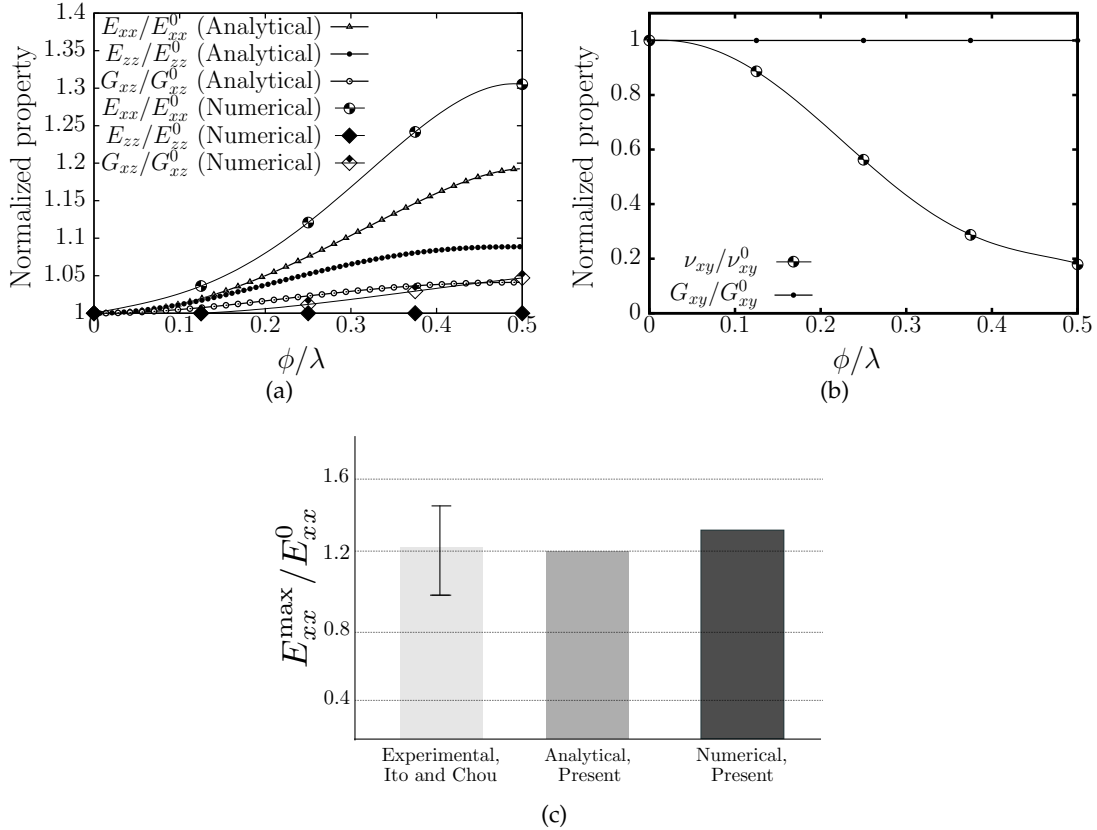 1.4
1.35
1.3
1.25
1.2
1.15
1.1
1.05
1
Normalized property
E_xx/E_xx^0' (Analytical)
E_zz/E_zz^0 (Analytical)
G_xz/G_xz^0 (Analytical)
E_xx/E_xx^0 (Numerical)
E_zz/E_zz^0 (Numerical)
G_xz/G_xz^0 (Numerical)
0 0.1 0.2 0.3 0.4 0.5
ϕ/λ
(a)
1
0.8
0.6
0.4
0.2
0
Normalized property
ν_xy/ν_xy^0
G_xy/G_xy^0
0 0.1 0.2 0.3 0.4 0.5
ϕ/λ
(b)
1.6
1.2
0.8
0.4
E_xx^max/E_xx^0
Experimental,
Ito and Chou
Analytical,
Present
Numerical,
Present
(c)